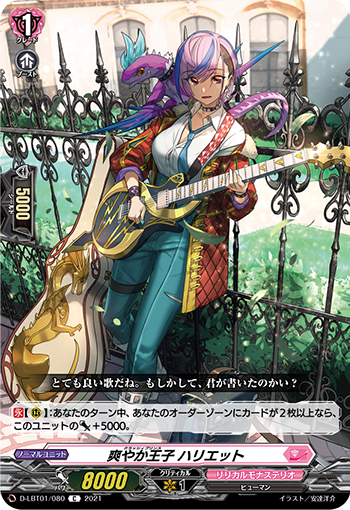 1
グレード
ブースト
5000
シールド
とても良い歌だね。もしかして、君が書いたのかい？
【永】【(R)】：あなたのターン中、あなたのオーダーゾーンにカードが２枚以上なら、
このユニットの +5000。
ノーマルユニット
爽やか王子 ハリエット
パワー 8000 クリティカル 1
リリカルモナステリオ
ヒューマン
D-LBT01/080 C 2021
イラスト/安達洋介